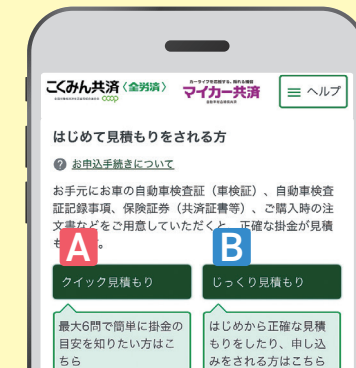 こくみん共済〈全労済〉
coop
カーライフを応援する、頼れる補償
マイカー共済
自動車総合補償共済
ヘルプ
はじめて見積もりをされる方
お申込手続きについて
お手元にお車の自動車検査証（車検証）、自動車検査
証記録事項、保険証券（共済証書等）、ご購入時の注
文書などをご用意していただくと、正確な掛金が見積
A
B
クイック見積もり
じっくり見積もり
最大6問で簡単に掛金の
目安を知りたい方はこ
ちら
はじめから正確な見積
もりをしたり、申し込
みをされる方はこちら